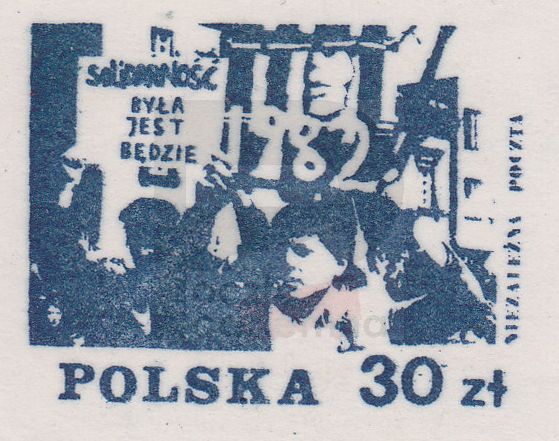 solidarność
BYŁA
JEST
BĘDZIE
1982
NIEZALEŻNA POCZTA
POLSKA 30 zł